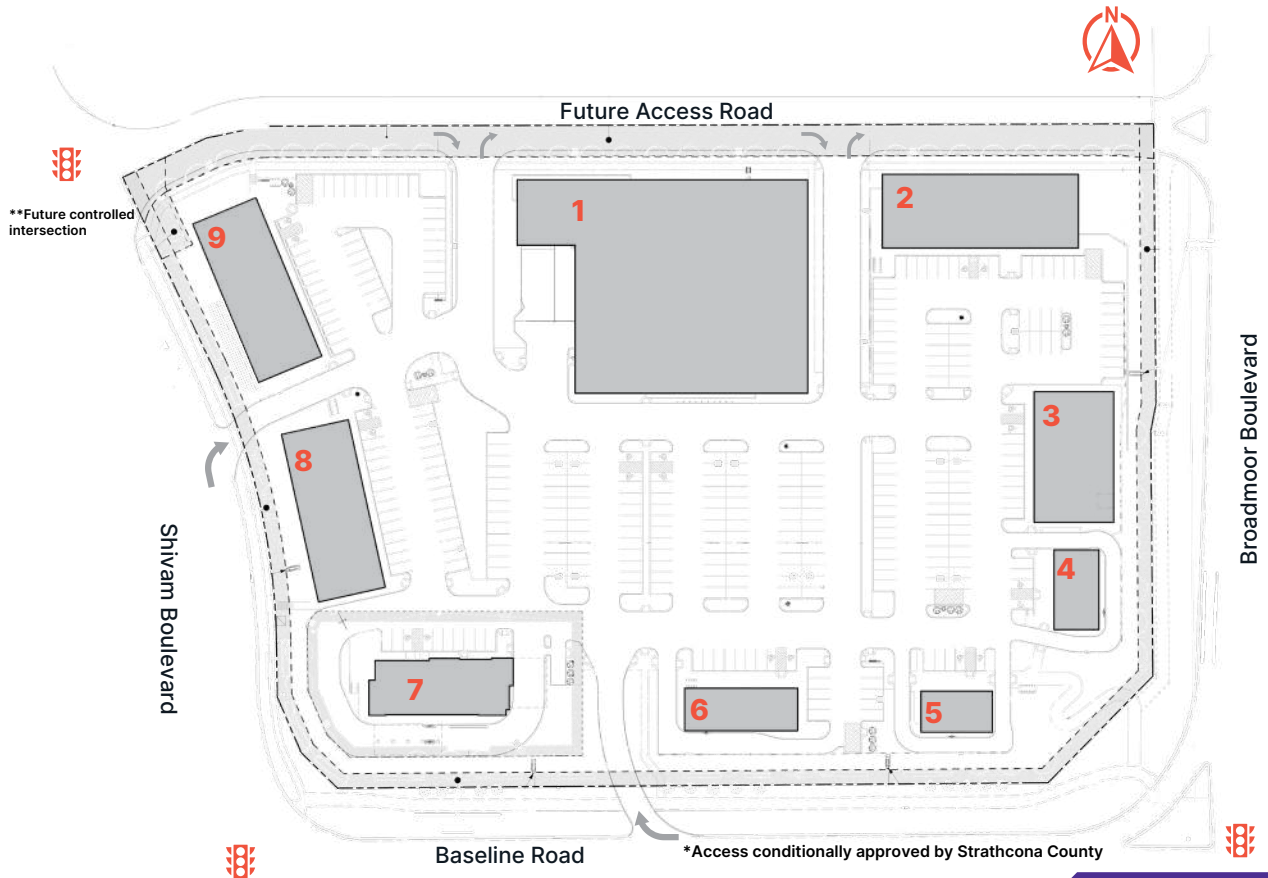 N
Future Access Road
**Future controlled
intersection
1
2
9
3
8
4
Shivam Boulevard
Broadmoor Boulevard
7
6
5
Baseline Road
*Access conditionally approved by Strathcona County